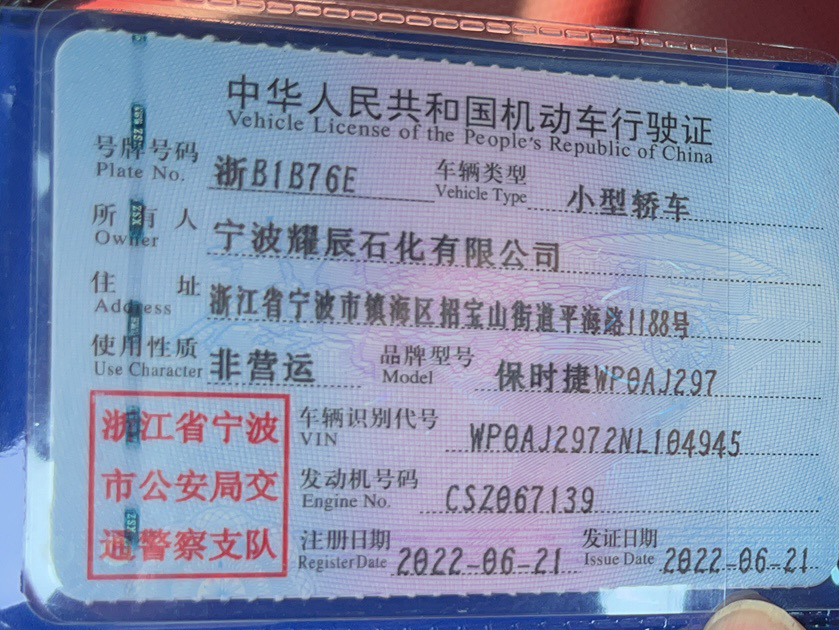 中华人民共和国机动车行驶证
Vehicle License of the People's Republic of China
号牌号码 浙B1B76E 车辆类型 小型轿车
Plate No. Vehicle Type
所有人 宁波耀辰石化有限公司
Owner
住址 浙江省宁波市镇海区招宝山街道平海路1188号
Address
使用性质 非营运 品牌型号 保时捷WP0AJ297
Use Character Model
浙江省宁波
市公安局交
通警察支队
车辆识别代号 WP0AJ2972NL104945
VIN
发动机号码 CSZ067139
Engine No.
注册日期 2022-06-21 发证日期 2022-06-21
Register Date Issue Date